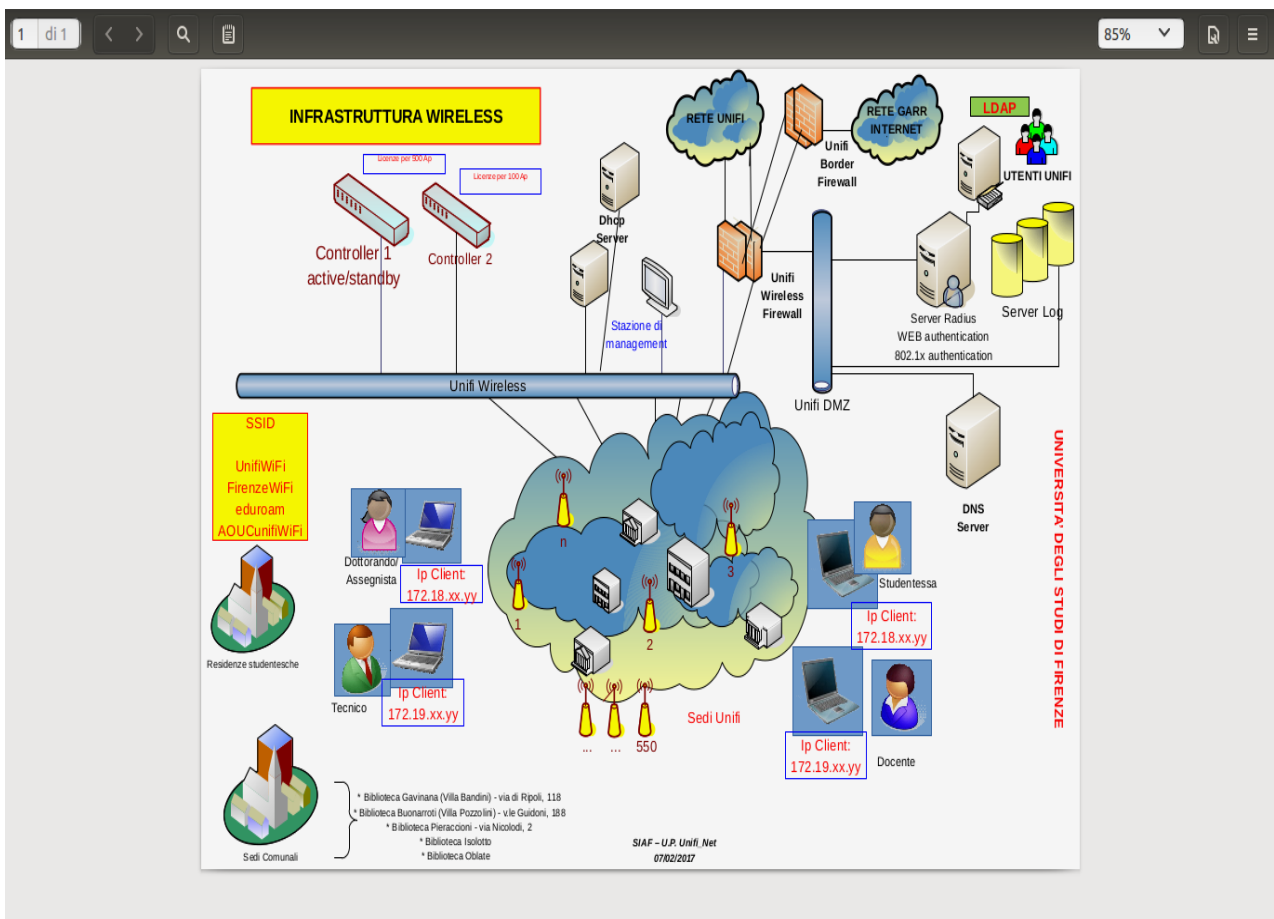 1 di 1
85%
INFRASTRUTTURA WIRELESS
Licenze per 500 Ap
Licenze per 100 Ap
Controller 1
active/standby
Controller 2
Dhcp
Server
Stazione di
management
RETE UNIFI
RETE GARR
INTERNET
Unifi
Border
Firewall
LDAP
UTENTI UNIFI
Unifi
Wireless
Firewall
Server Radius
WEB authentication
802.1x authentication
Server Log
Unifi Wireless
Unifi DMZ
DNS
Server
SSID
UnifiWiFi
FirenzeWiFi
eduroam
AOUCunifiWiFi
Residenze studentesche
Dottorando/
Assegnista
Ip Client:
172.18.xx.yy
Tecnico
Ip Client:
172.19.xx.yy
n
1
2
3
... ... 550
Sedi Unifi
Studentessa
Ip Client:
172.18.xx.yy
Ip Client:
172.19.xx.yy
Docente
UNIVERSITA' DEGLI STUDI DI FIRENZE
Sedi Comunali
* Biblioteca Gavinana (Villa Bandini) - via di Ripoli, 118
* Biblioteca Buonarroti (Villa Pozzolini) - v.le Guidoni, 188
* Biblioteca Pieraccioni - via Nicolodi, 2
* Biblioteca Isolotto
* Biblioteca Oblate
SIAF – U.P. Unifi_Net
07/02/2017